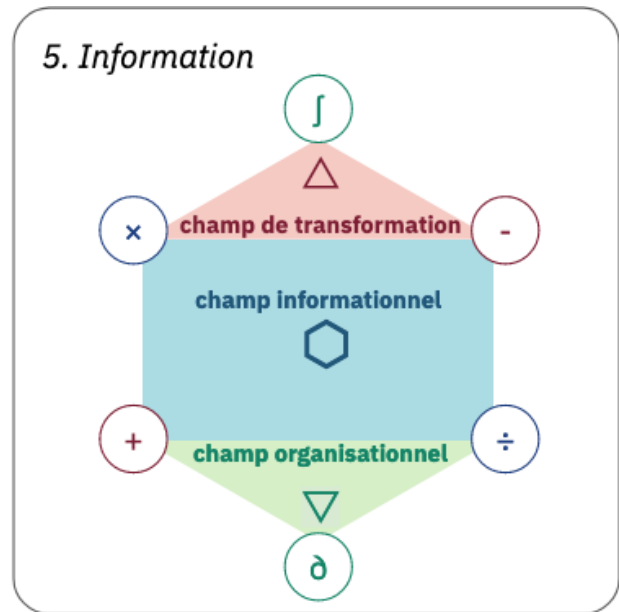 5. Information
∫
△
× champ de transformation -
champ informationnel
⬡
+ champ organisationnel ÷
▽
∂